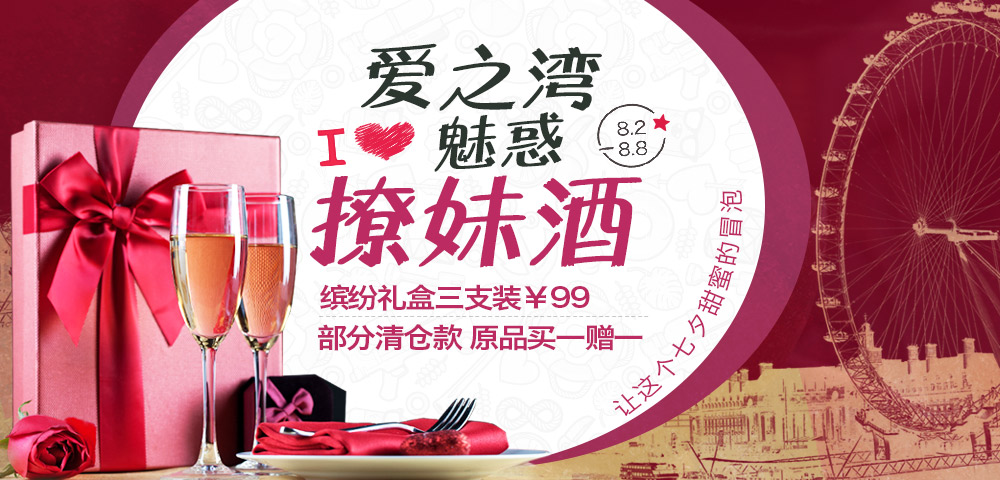 爱之湾
I 魅惑
8.2
8.8
撩妹酒
缤纷礼盒三支装￥99
部分清仓款 原品买一赠一
让这个七夕甜蜜的冒泡